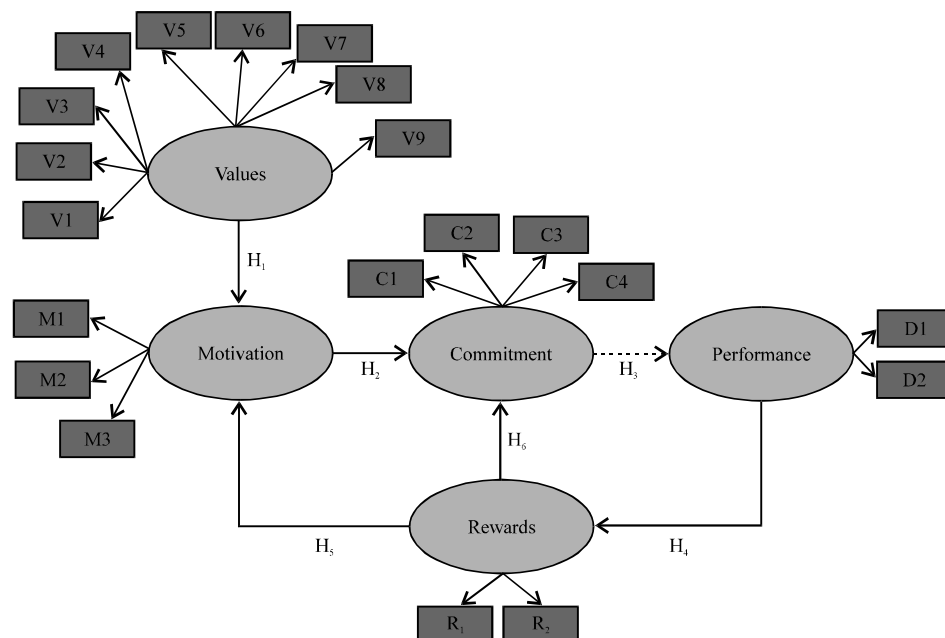 V5
V6
V7
V4
V8
V3
V9
V2
Values
V1
C2
C3
H₁
C1
C4
M1
D1
Motivation
Commitment
Performance
H₂
H₃
M2
D2
M3
H₆
Rewards
H₅
H₄
R₁
R₂